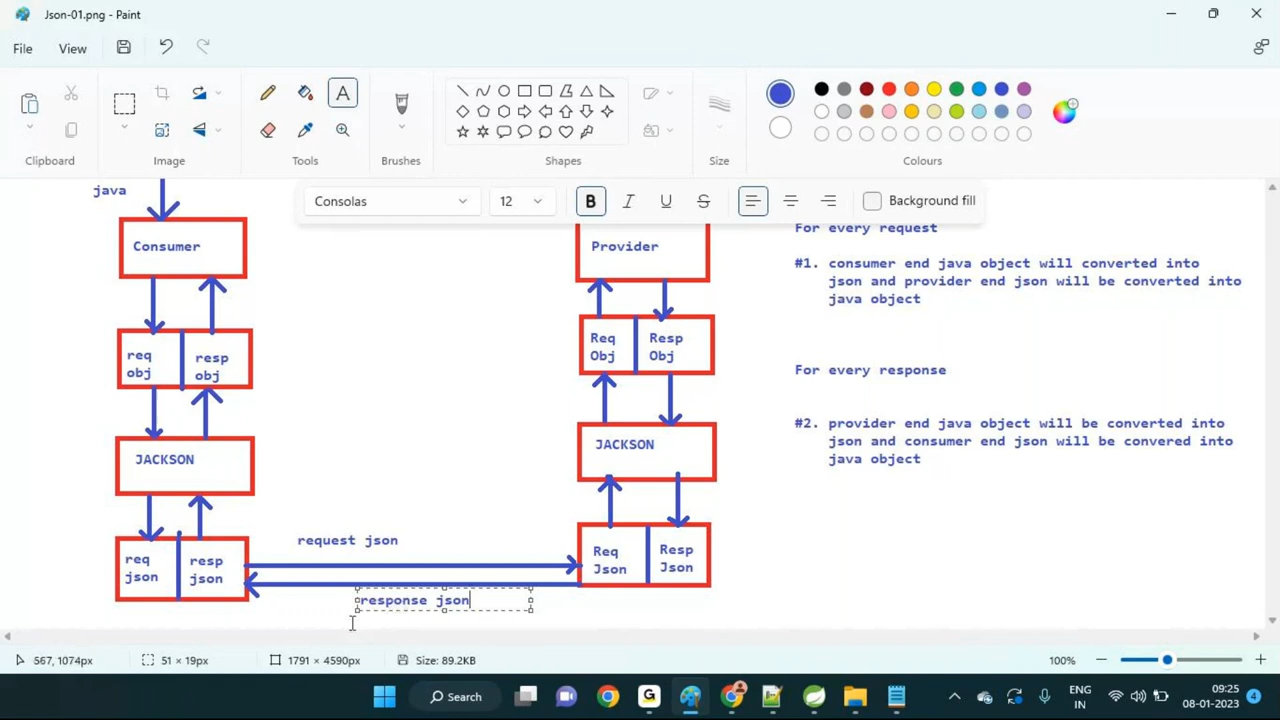 Json-01.png - Paint
File
View
Clipboard
Image
Tools
Brushes
Shapes
Size
Colours
Consolas
12
B
I
U
S
Background fill
java
Consumer
req
obj
resp
obj
JACKSON
req
json
resp
json
request json
response json
Provider
Req
Obj
Resp
Obj
JACKSON
Req
Json
Resp
Json
For every request
#1. consumer end java object will converted into
json and provider end json will be converted into
java object
For every response
#2. provider end java object will be converted into
json and consumer end json will be convered into
java object
567, 1074px
51 × 19px
1791 × 4590px
Size: 89.2KB
100%
Search
ENG
IN
09:25
08-01-2023
4